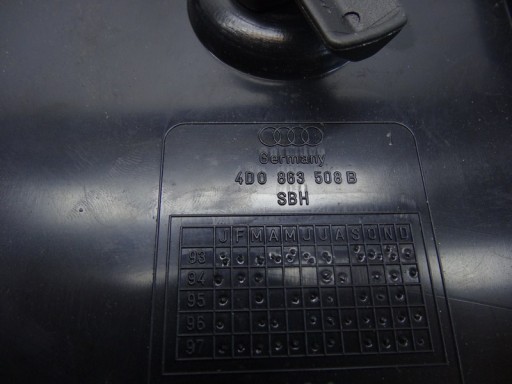 Germany
4D0 863 508 B
SBH
J F M A M J J A S O N D
93
94
95
96
97